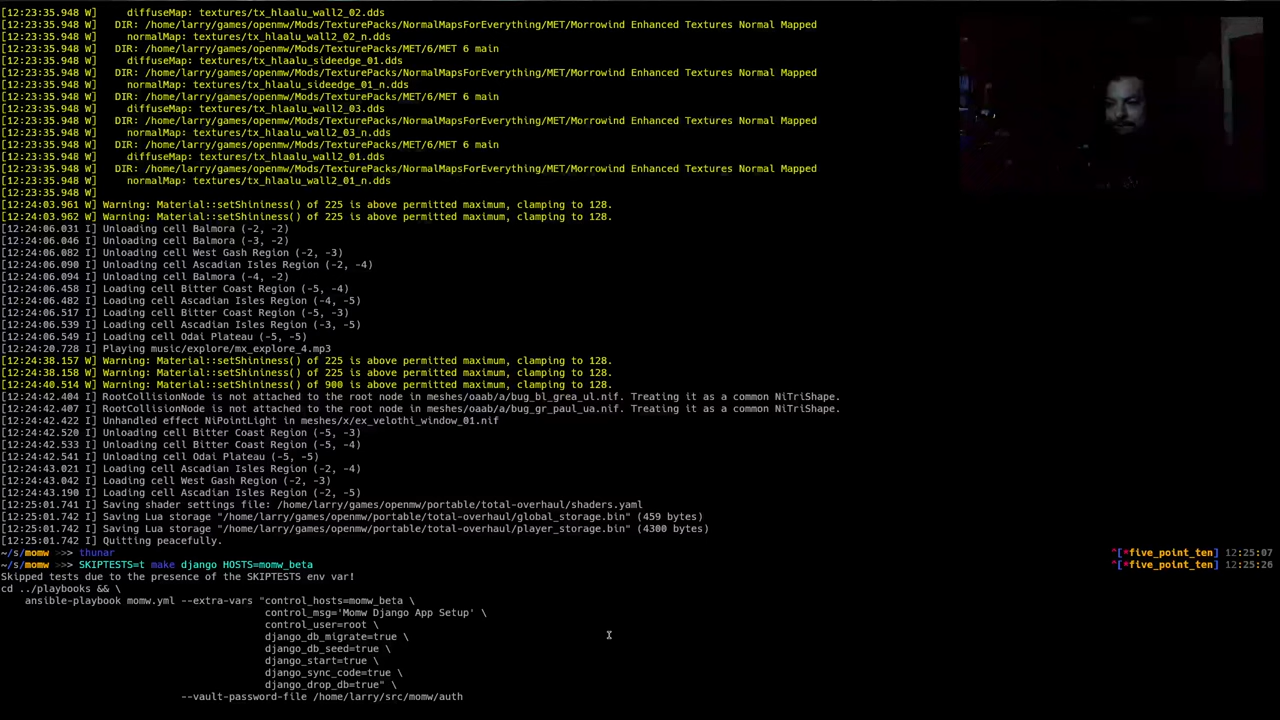 [12:23:35.948 W]     diffuseMap: textures/tx_hlaalu_wall2_02.dds
[12:23:35.948 W]   DIR: /home/larry/games/openmw/Mods/TexturePacks/NormalMapsForEverything/MET/Morrowind Enhanced Textures Normal Mapped
[12:23:35.948 W]     normalMap: textures/tx_hlaalu_wall2_02_n.dds
[12:23:35.948 W]   DIR: /home/larry/games/openmw/Mods/TexturePacks/MET/6/MET 6 main
[12:23:35.948 W]     diffuseMap: textures/tx_hlaalu_sideedge_01.dds
[12:23:35.948 W]   DIR: /home/larry/games/openmw/Mods/TexturePacks/NormalMapsForEverything/MET/Morrowind Enhanced Textures Normal Mapped
[12:23:35.948 W]     normalMap: textures/tx_hlaalu_sideedge_01_n.dds
[12:23:35.948 W]   DIR: /home/larry/games/openmw/Mods/TexturePacks/MET/6/MET 6 main
[12:23:35.948 W]     diffuseMap: textures/tx_hlaalu_wall2_03.dds
[12:23:35.948 W]   DIR: /home/larry/games/openmw/Mods/TexturePacks/NormalMapsForEverything/MET/Morrowind Enhanced Textures Normal Mapped
[12:23:35.948 W]     normalMap: textures/tx_hlaalu_wall2_03_n.dds
[12:23:35.948 W]   DIR: /home/larry/games/openmw/Mods/TexturePacks/MET/6/MET 6 main
[12:23:35.948 W]     diffuseMap: textures/tx_hlaalu_wall2_01.dds
[12:23:35.948 W]   DIR: /home/larry/games/openmw/Mods/TexturePacks/NormalMapsForEverything/MET/Morrowind Enhanced Textures Normal Mapped
[12:23:35.948 W]     normalMap: textures/tx_hlaalu_wall2_01_n.dds
[12:23:35.948 W]
[12:24:03.961 W] Warning: Material::setShininess() of 225 is above permitted maximum, clamping to 128.
[12:24:03.962 W] Warning: Material::setShininess() of 225 is above permitted maximum, clamping to 128.
[12:24:06.031 I] Unloading cell Balmora (-2, -2)
[12:24:06.046 I] Unloading cell Balmora (-3, -2)
[12:24:06.082 I] Unloading cell West Gash Region (-2, -3)
[12:24:06.090 I] Unloading cell Ascadian Isles Region (-2, -4)
[12:24:06.094 I] Unloading cell Balmora (-4, -2)
[12:24:06.458 I] Loading cell Bitter Coast Region (-5, -4)
[12:24:06.482 I] Loading cell Ascadian Isles Region (-4, -5)
[12:24:06.517 I] Loading cell Bitter Coast Region (-5, -3)
[12:24:06.539 I] Loading cell Ascadian Isles Region (-3, -5)
[12:24:06.549 I] Loading cell Odai Plateau (-5, -5)
[12:24:20.728 I] Playing music/explore/mx_explore_4.mp3
[12:24:38.157 W] Warning: Material::setShininess() of 225 is above permitted maximum, clamping to 128.
[12:24:38.158 W] Warning: Material::setShininess() of 225 is above permitted maximum, clamping to 128.
[12:24:40.514 W] Warning: Material::setShininess() of 900 is above permitted maximum, clamping to 128.
[12:24:42.404 I] RootCollisionNode is not attached to the root node in meshes/oaab/a/bug_bl_grea_ul.nif. Treating it as a common NiTriShape.
[12:24:42.407 I] RootCollisionNode is not attached to the root node in meshes/oaab/a/bug_gr_paul_ua.nif. Treating it as a common NiTriShape.
[12:24:42.422 I] Unhandled effect NiPointLight in meshes/x/ex_velothi_window_01.nif
[12:24:42.520 I] Unloading cell Bitter Coast Region (-5, -3)
[12:24:42.533 I] Unloading cell Bitter Coast Region (-5, -4)
[12:24:42.541 I] Unloading cell Odai Plateau (-5, -5)
[12:24:43.021 I] Loading cell Ascadian Isles Region (-2, -4)
[12:24:43.042 I] Loading cell West Gash Region (-2, -3)
[12:24:43.190 I] Loading cell Ascadian Isles Region (-2, -5)
[12:25:01.741 I] Saving shader settings file: /home/larry/games/openmw/portable/total-overhaul/shaders.yaml
[12:25:01.742 I] Saving Lua storage "/home/larry/games/openmw/portable/total-overhaul/global_storage.bin" (459 bytes)
[12:25:01.742 I] Saving Lua storage "/home/larry/games/openmw/portable/total-overhaul/player_storage.bin" (4300 bytes)
[12:25:01.742 I] Quitting peacefully.
~/s/momw >>> thunar ^[*five_point_ten] 12:25:07
~/s/momw >>> SKIPTESTS=t make django HOSTS=momw_beta ^[*five_point_ten] 12:25:26
Skipped tests due to the presence of the SKIPTESTS env var!
cd ../playbooks && \
    ansible-playbook momw.yml --extra-vars "control_hosts=momw_beta \
                                            control_msg='Momw Django App Setup' \
                                            control_user=root \
                                            django_db_migrate=true \
                                            django_db_seed=true \
                                            django_start=true \
                                            django_sync_code=true \
                                            django_drop_db=true" \
                              --vault-password-file /home/larry/src/momw/auth